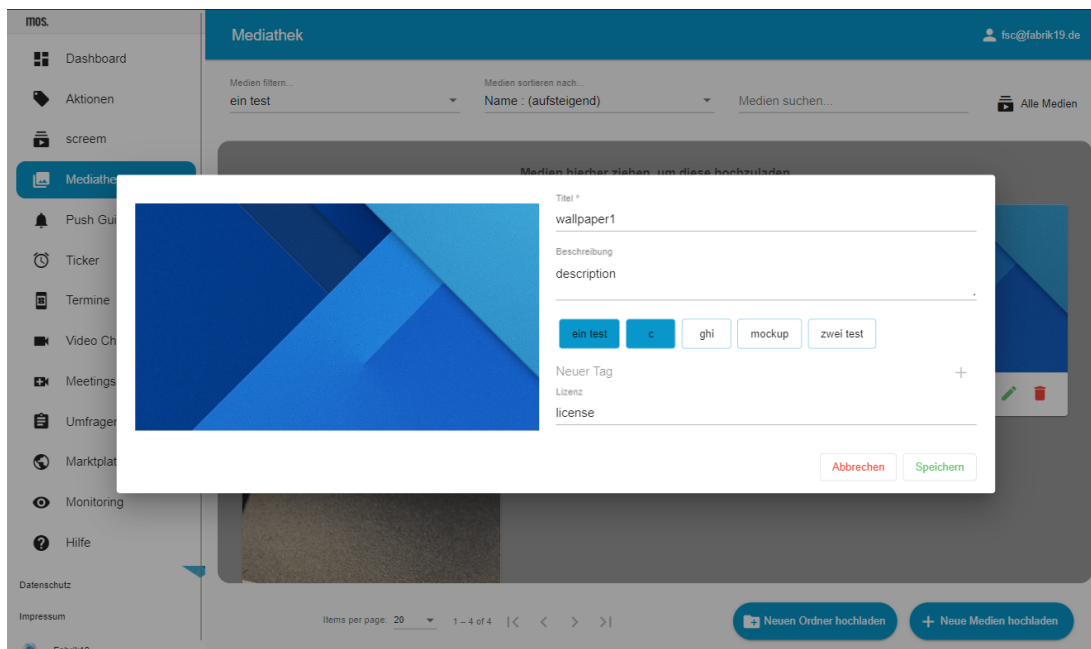 mos.
Mediathek
fsc@fabrik19.de
Dashboard
Aktionen
screem
Mediathe
Push Gui
Ticker
Termine
Video Ch
Meetings
Umfragen
Marktplat
Monitoring
Hilfe
Datenschutz
Impressum
Fabrik19
Medien filtern...
ein test
Medien sortieren nach...
Name : (aufsteigend)
Medien suchen...
Alle Medien
Medien hierher ziehen, um diese hochzuladen
Titel *
wallpaper1
Beschreibung
description
ein test c ghi mockup zwei test
Neuer Tag
Lizenz
license
Abbrechen Speichern
Items per page: 20 1 – 4 of 4
Neuen Ordner hochladen
Neue Medien hochladen